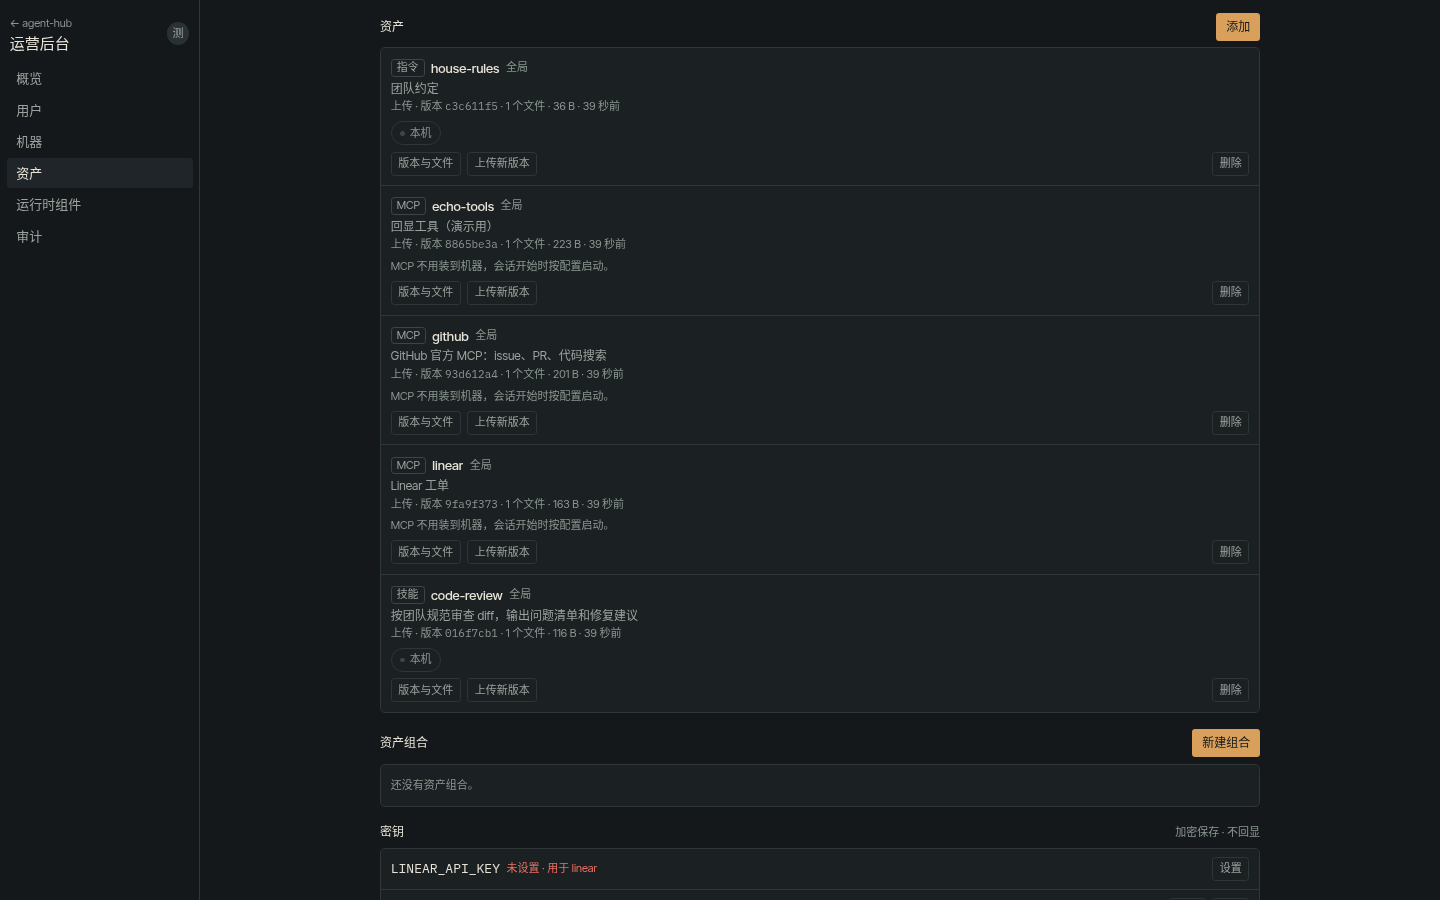 ← agent-hub
运营后台
测
概览
用户
机器
资产
运行时组件
审计
资产
添加
指令 house-rules 全局
团队约定
上传 · 版本 c3c611f5 · 1 个文件 · 36 B · 39 秒前
本机
版本与文件 上传新版本 删除
MCP echo-tools 全局
回显工具（演示用）
上传 · 版本 8865be3a · 1 个文件 · 223 B · 39 秒前
MCP 不用装到机器，会话开始时按配置启动。
版本与文件 上传新版本 删除
MCP github 全局
GitHub 官方 MCP：issue、PR、代码搜索
上传 · 版本 93d612a4 · 1 个文件 · 201 B · 39 秒前
MCP 不用装到机器，会话开始时按配置启动。
版本与文件 上传新版本 删除
MCP linear 全局
Linear 工单
上传 · 版本 9fa9f373 · 1 个文件 · 163 B · 39 秒前
MCP 不用装到机器，会话开始时按配置启动。
版本与文件 上传新版本 删除
技能 code-review 全局
按团队规范审查 diff，输出问题清单和修复建议
上传 · 版本 016f7cb1 · 1 个文件 · 116 B · 39 秒前
本机
版本与文件 上传新版本 删除
资产组合
新建组合
还没有资产组合。
密钥
加密保存 · 不回显
LINEAR_API_KEY 未设置 · 用于 linear
设置